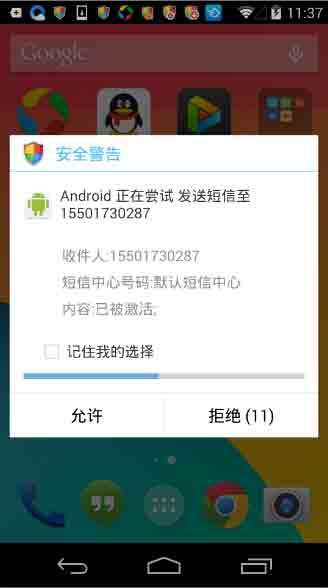 11:37
Google
安全警告
Android 正在尝试 发送短信至
15501730287
收件人:15501730287
短信中心号码:默认短信中心
内容:已被激活;
记住我的选择
允许
拒绝 (11)